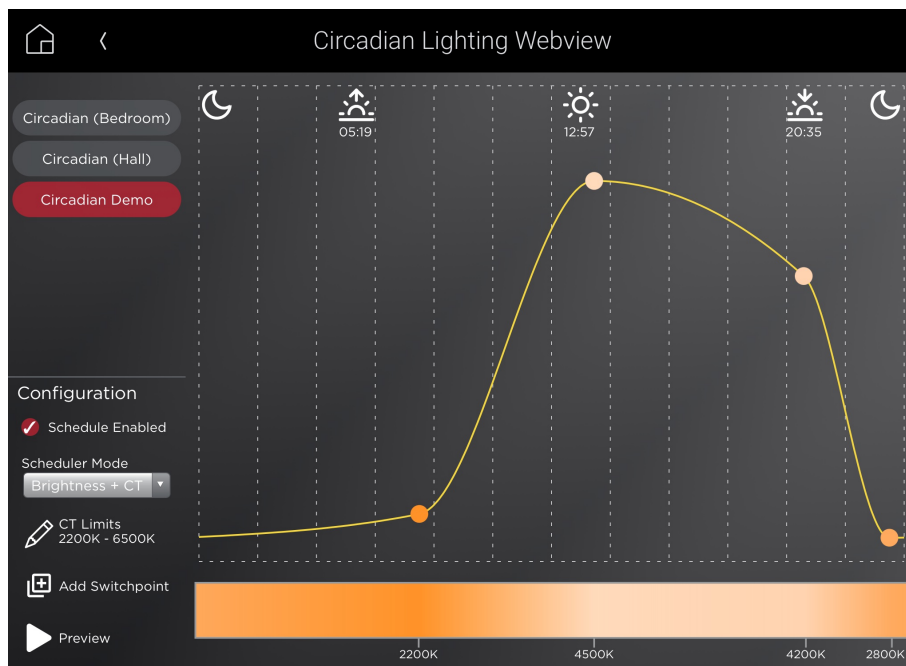 Circadian Lighting Webview
Circadian (Bedroom)
Circadian (Hall)
Circadian Demo
05:19
12:57
20:35
Configuration
Schedule Enabled
Scheduler Mode
Brightness + CT
CT Limits
2200K - 6500K
Add Switchpoint
Preview
2200K
4500K
4200K
2800K